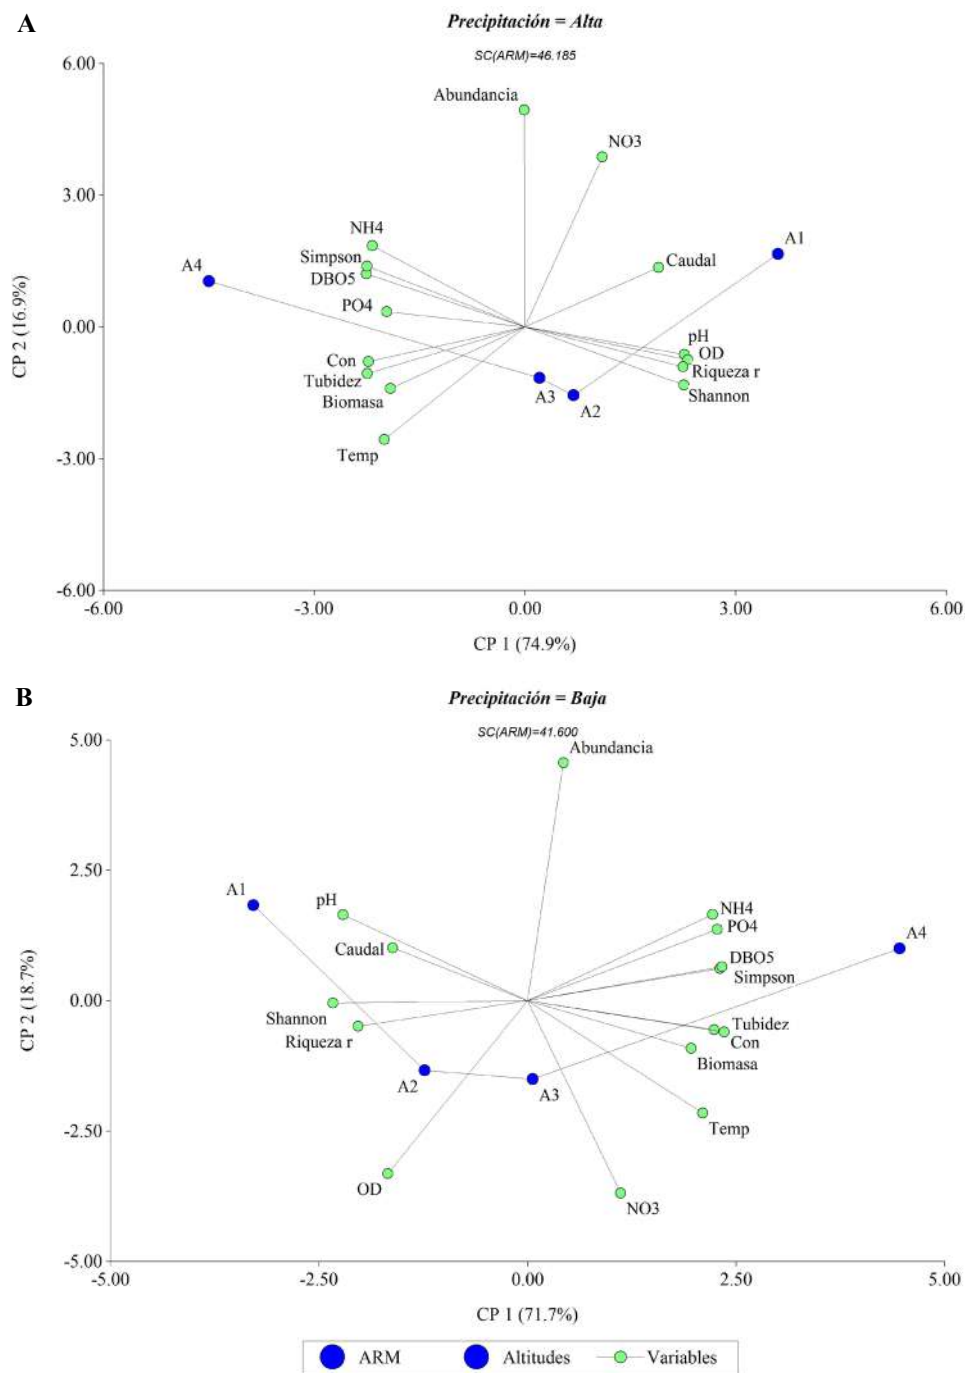 A
Precipitación = Alta
SC(ARM)=46.185
6.00
Abundancia
NO3
3.00
NH4
A1
Simpson
Caudal
A4
DBO5
PO4
CP 2 (16.9%)
0.00
pH
OD
Con
Riqueza r
Tubidez
A3
Shannon
Biomasa
A2
Temp
-3.00
-6.00
-6.00
-3.00
0.00
3.00
6.00
CP 1 (74.9%)
B
Precipitación = Baja
SC(ARM)=41.600
5.00
Abundancia
2.50
A1
pH
NH4
PO4
A4
Caudal
DBO5
Simpson
CP 2 (18.7%)
0.00
Shannon
Tubidez
Riqueza r
Con
Biomasa
A2
A3
Temp
-2.50
OD
NO3
-5.00
-5.00
-2.50
0.00
2.50
5.00
CP 1 (71.7%)
ARM Altitudes Variables